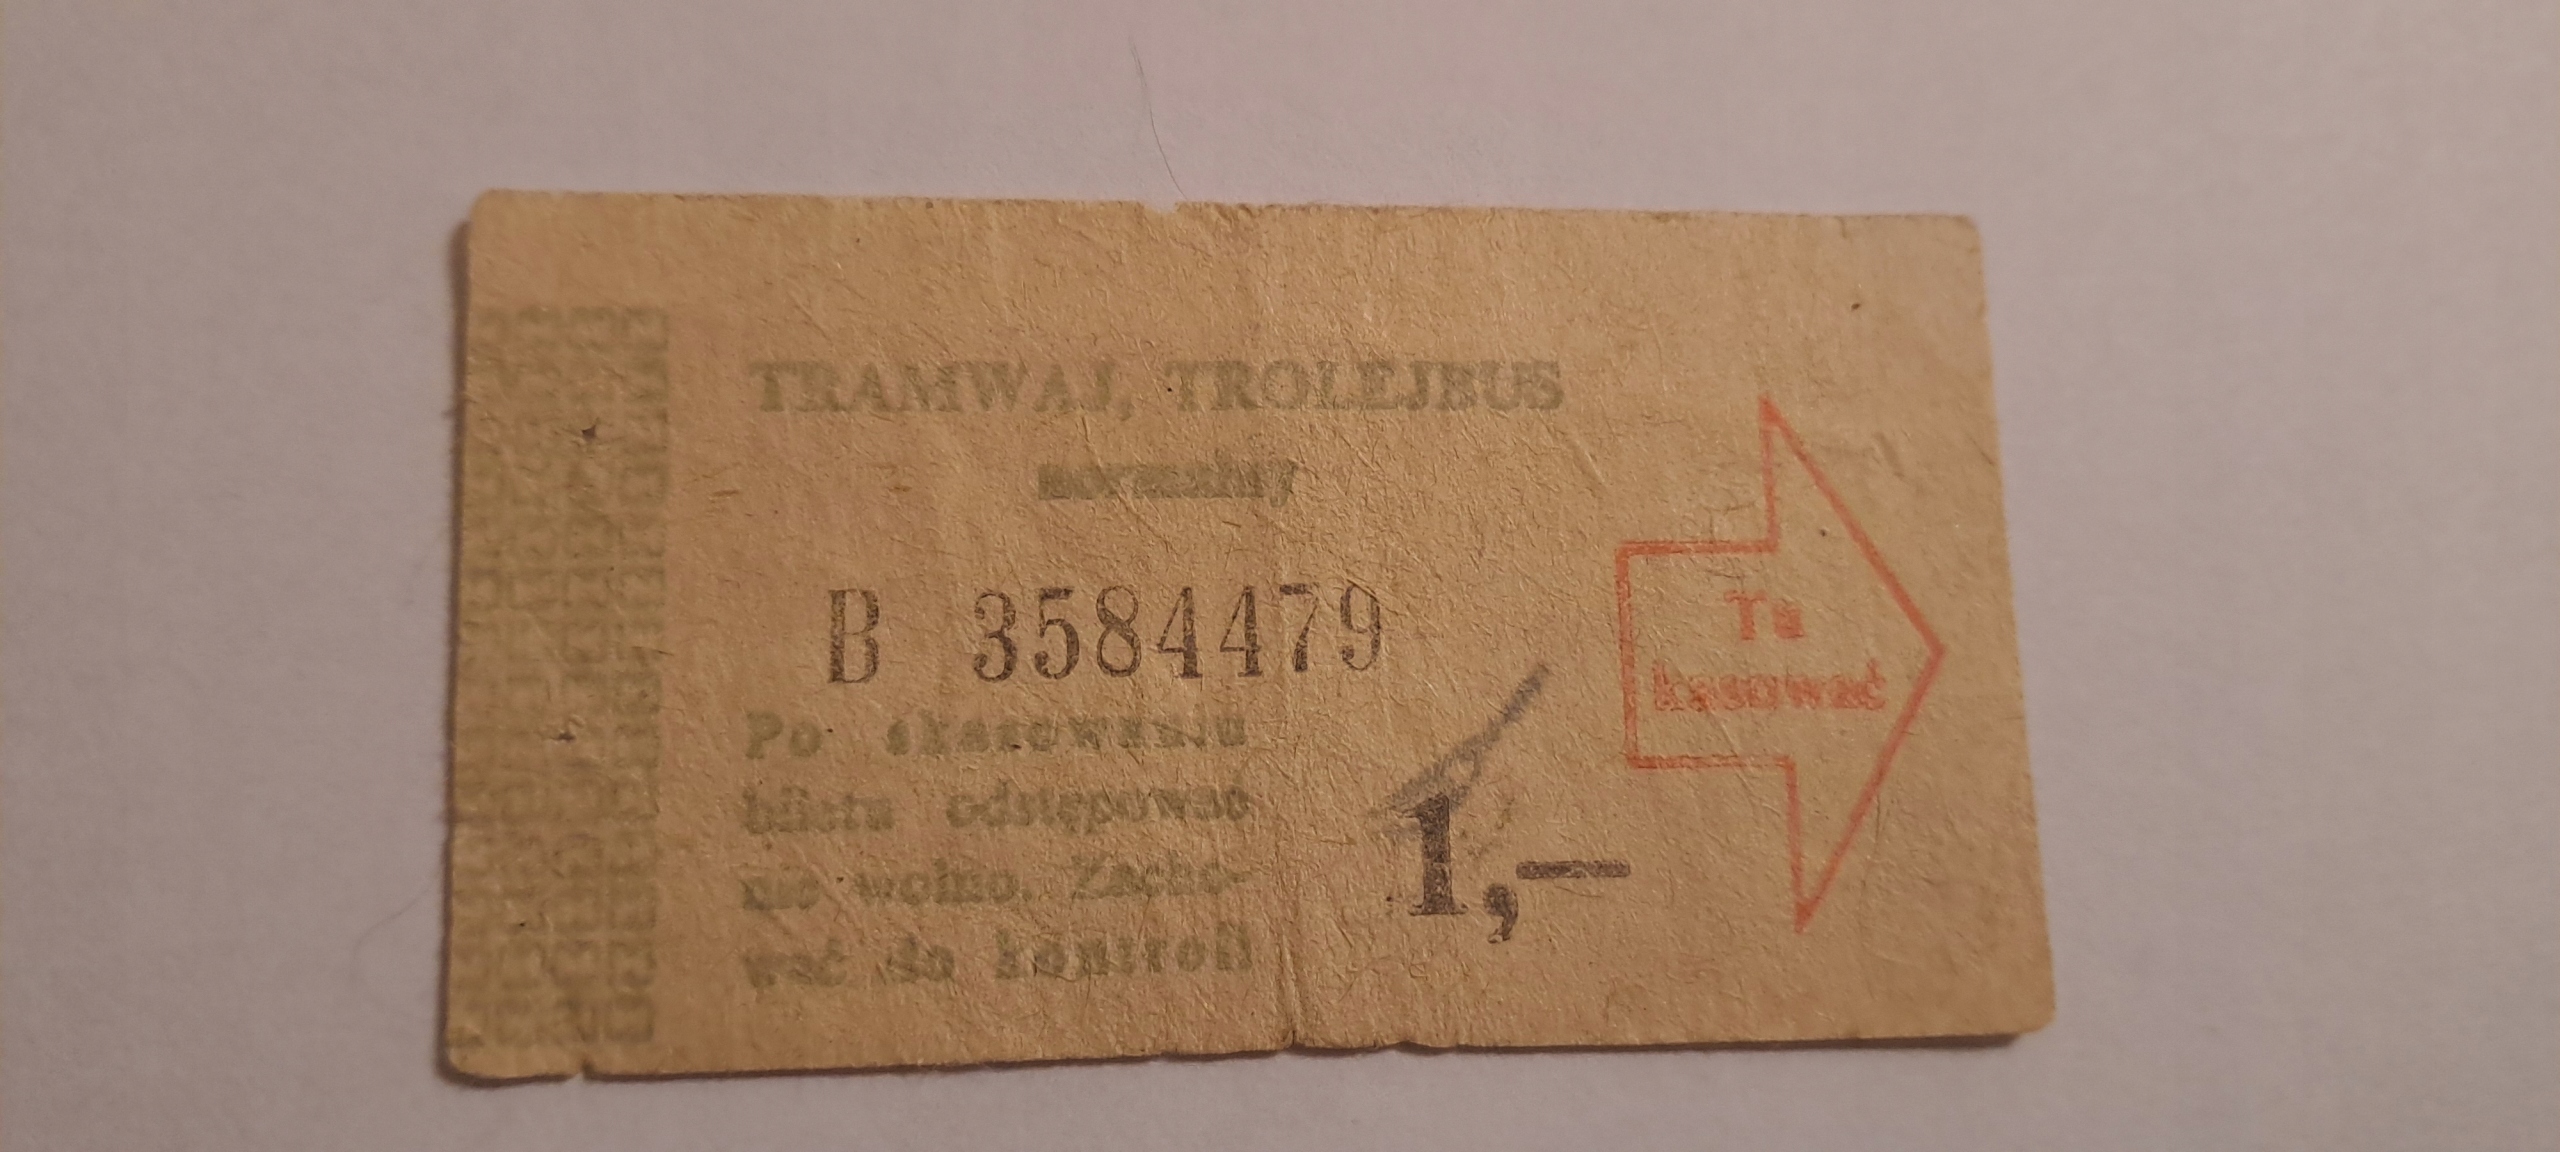 TRAMWAJ, TROLEJBUS
normalny
B 3584479
Tu
kasować
Po skasowaniu
biletu odstępować
nie wolno. Zacho-
wać do kontroli
1,—